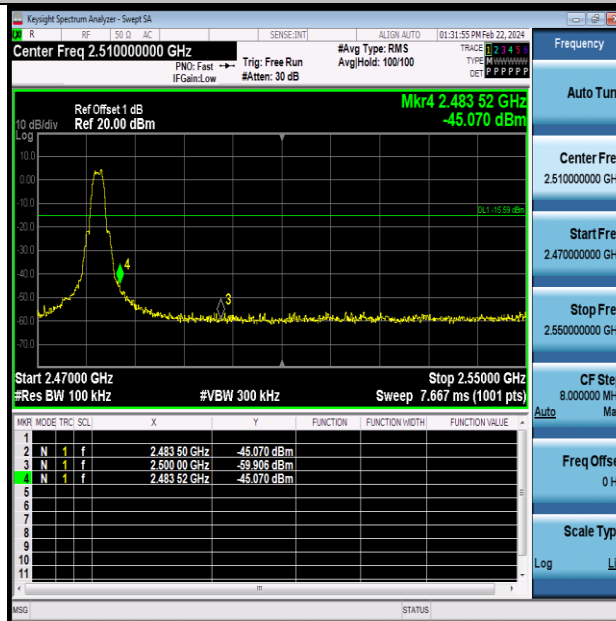 Keysight Spectrum Analyzer - Swept SA
R RF 50 Ω AC SENSE:INT ALIGN AUTO 01:31:55 PM Feb 22, 2024
Center Freq 2.510000000 GHz
PNO: Fast
IFGain:Low
Trig: Free Run
#Atten: 30 dB
#Avg Type: RMS
Avg|Hold: 100/100
TRACE 1 2 3 4 5 6
TYPE M W W W W W
DET P P P P P P
Mkr4 2.483 52 GHz
-45.070 dBm
Ref Offset 1 dB
Ref 20.00 dBm
10 dB/div
Log
10.0
0.00
-10.0
-20.0
-30.0
-40.0
-50.0
-60.0
-70.0
DL1 -15.59 dBm
4
3
Start 2.47000 GHz
Stop 2.55000 GHz
#Res BW 100 kHz
#VBW 300 kHz
Sweep 7.667 ms (1001 pts)
MKR MODE TRC SCL X Y FUNCTION FUNCTION WIDTH FUNCTION VALUE
1
2 N 1 f 2.483 50 GHz -45.070 dBm
3 N 1 f 2.500 00 GHz -59.906 dBm
4 N 1 f 2.483 52 GHz -45.070 dBm
5
6
7
8
9
10
11
MSG
STATUS
Frequency
Auto Tun
Center Fre
2.510000000 GH
Start Fre
2.470000000 GH
Stop Fre
2.550000000 GH
CF Ste
8.000000 MH
Auto Ma
Freq Offse
0 H
Scale Typ
Log Li